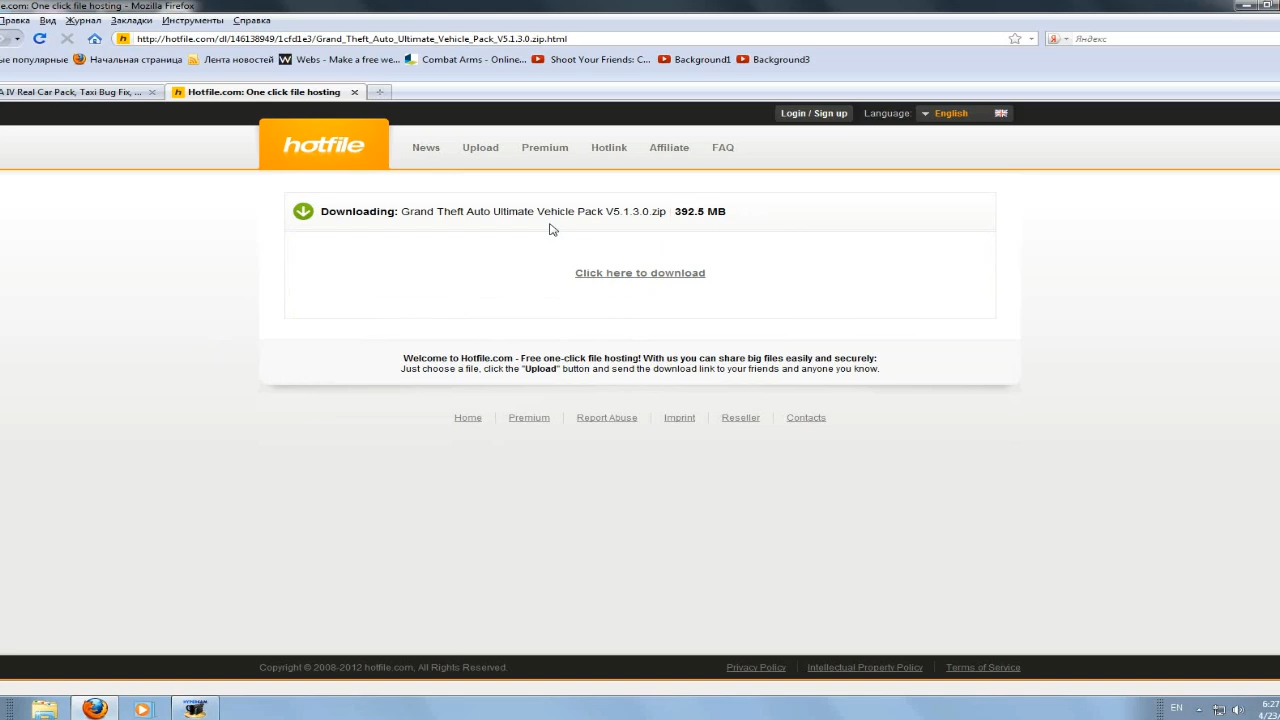 e.com: One click file hosting - Mozilla Firefox
Правка Вид Журнал Закладки Инструменты Справка
http://hotfile.com/dl/146138949/1cfd1e3/Grand_Theft_Auto_Ultimate_Vehicle_Pack_V5.1.3.0.zip.html
Яндекс
ые популярные Начальная страница Лента новостей Webs - Make a free we... Combat Arms - Online... Shoot Your Friends: C... Background1 Background3
A IV Real Car Pack, Taxi Bug Fix, ... Hotfile.com: One click file hosting
Login / Sign up Language: English
hotfile News Upload Premium Hotlink Affiliate FAQ
Downloading: Grand Theft Auto Ultimate Vehicle Pack V5.1.3.0.zip | 392.5 MB
Click here to download
Welcome to Hotfile.com - Free one-click file hosting! With us you can share big files easily and securely:
Just choose a file, click the "Upload" button and send the download link to your friends and anyone you know.
Home Premium Report Abuse Imprint Reseller Contacts
Copyright © 2008-2012 hotfile.com, All Rights Reserved. Privacy Policy Intellectual Property Policy Terms of Service
EN 6:27
4/23